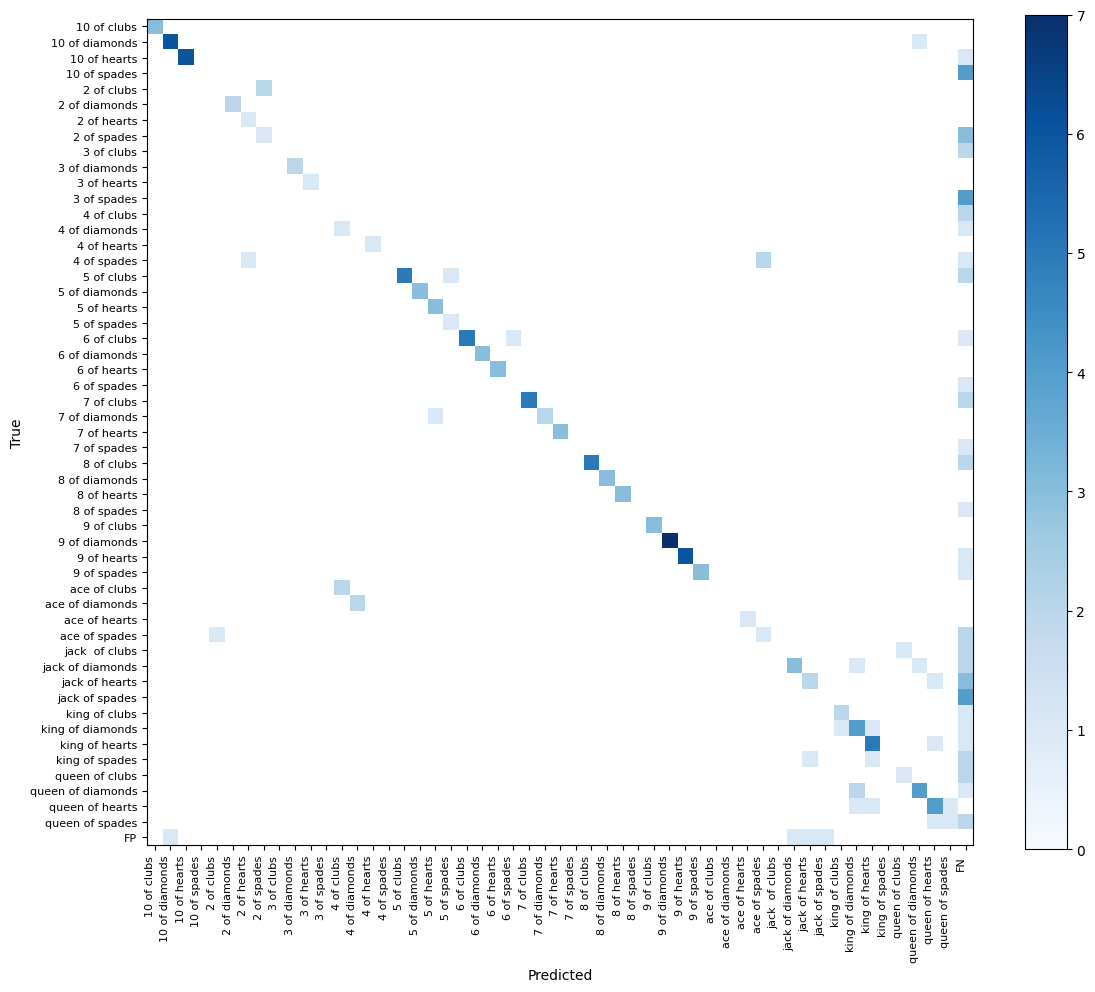 True
10 of clubs
10 of diamonds
10 of hearts
10 of spades
2 of clubs
2 of diamonds
2 of hearts
2 of spades
3 of clubs
3 of diamonds
3 of hearts
3 of spades
4 of clubs
4 of diamonds
4 of hearts
4 of spades
5 of clubs
5 of diamonds
5 of hearts
5 of spades
6 of clubs
6 of diamonds
6 of hearts
6 of spades
7 of clubs
7 of diamonds
7 of hearts
7 of spades
8 of clubs
8 of diamonds
8 of hearts
8 of spades
9 of clubs
9 of diamonds
9 of hearts
9 of spades
ace of clubs
ace of diamonds
ace of hearts
ace of spades
jack  of clubs
jack of diamonds
jack of hearts
jack of spades
king of clubs
king of diamonds
king of hearts
king of spades
queen of clubs
queen of diamonds
queen of hearts
queen of spades
FP
10 of clubs
10 of diamonds
10 of hearts
10 of spades
2 of clubs
2 of diamonds
2 of hearts
2 of spades
3 of clubs
3 of diamonds
3 of hearts
3 of spades
4 of clubs
4 of diamonds
4 of hearts
4 of spades
5 of clubs
5 of diamonds
5 of hearts
5 of spades
6 of clubs
6 of diamonds
6 of hearts
6 of spades
7 of clubs
7 of diamonds
7 of hearts
7 of spades
8 of clubs
8 of diamonds
8 of hearts
8 of spades
9 of clubs
9 of diamonds
9 of hearts
9 of spades
ace of clubs
ace of diamonds
ace of hearts
ace of spades
jack  of clubs
jack of diamonds
jack of hearts
jack of spades
king of clubs
king of diamonds
king of hearts
king of spades
queen of clubs
queen of diamonds
queen of hearts
queen of spades
FN
Predicted
7
6
5
4
3
2
1
0